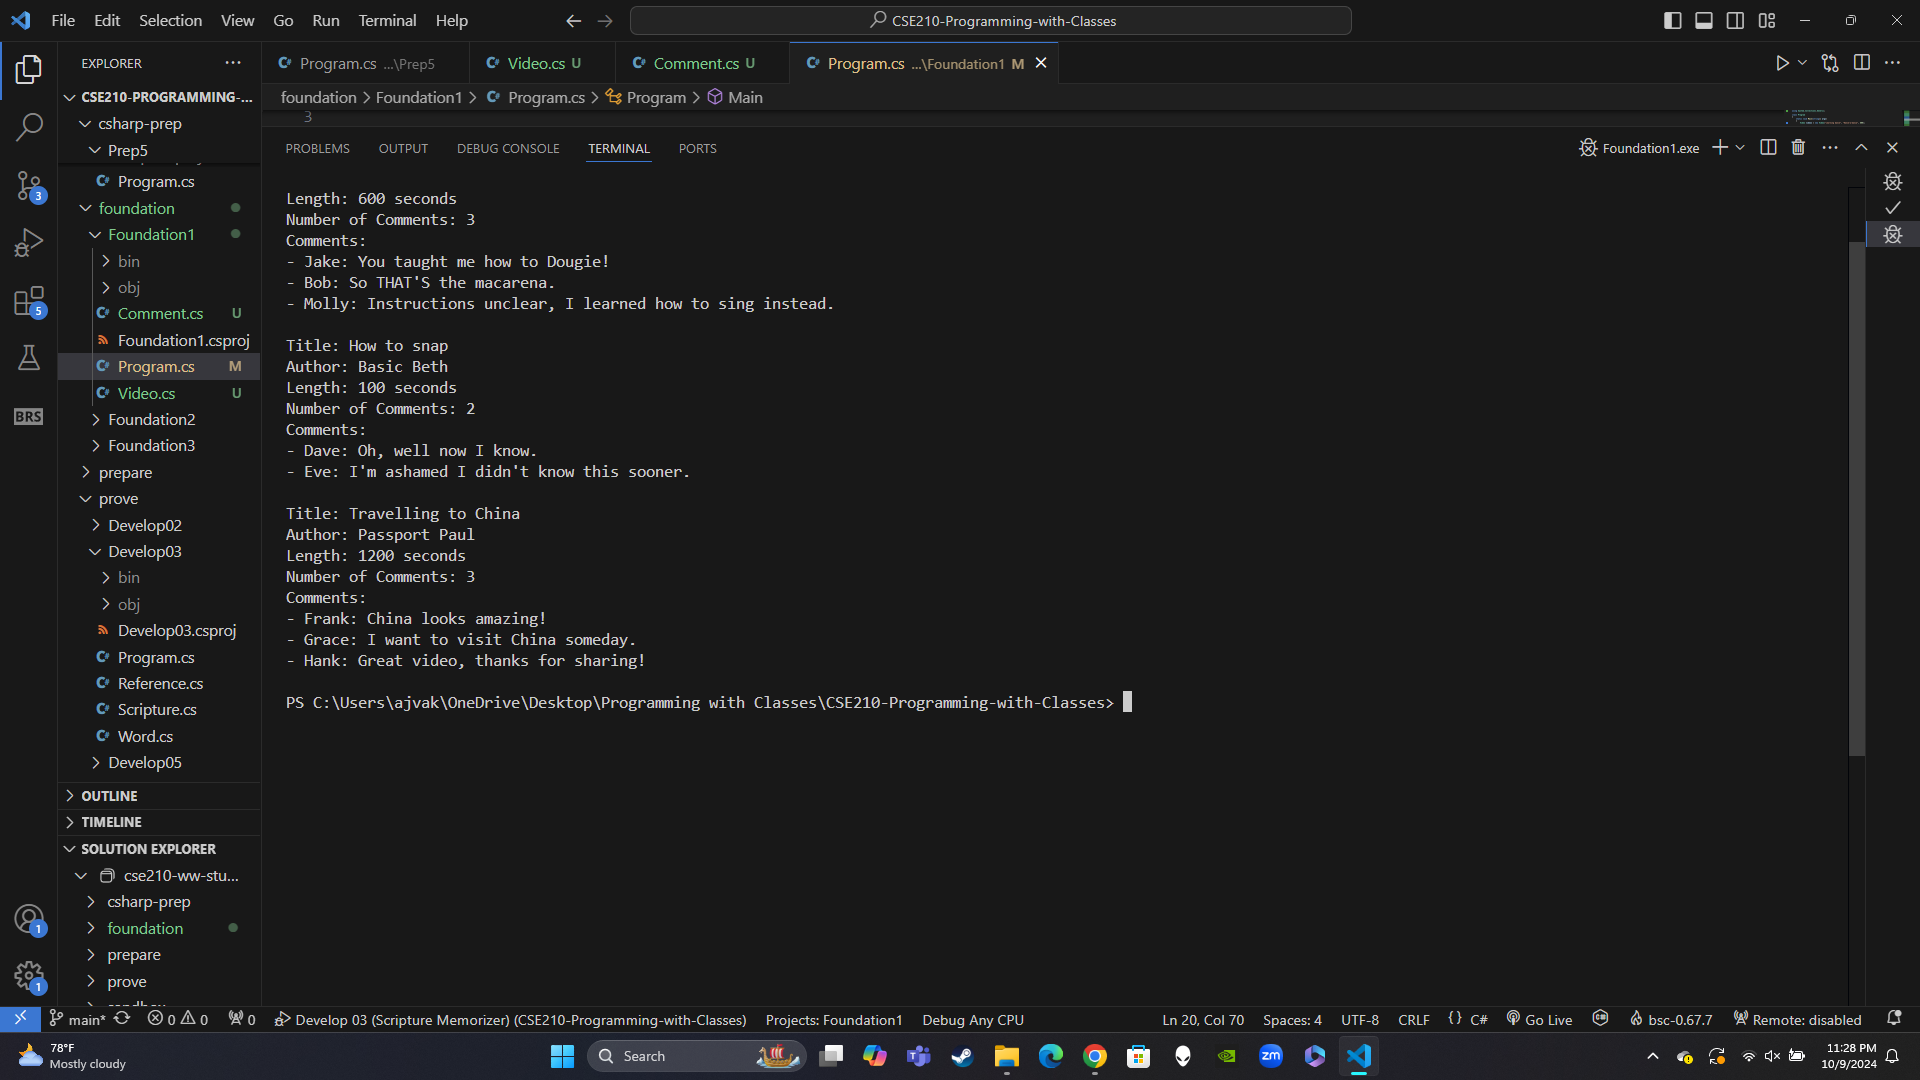 File Edit Selection View Go Run Terminal Help
CSE210-Programming-with-Classes
EXPLORER
Program.cs ...\Prep5
Video.cs U
Comment.cs U
Program.cs ...\Foundation1 M
CSE210-PROGRAMMING-...
foundation > Foundation1 > Program.cs > Program > Main
3
csharp-prep
Prep5
Program.cs
foundation
Foundation1
bin
obj
Comment.cs U
Foundation1.csproj
Program.cs M
Video.cs U
Foundation2
Foundation3
prepare
prove
Develop02
Develop03
bin
obj
Develop03.csproj
Program.cs
Reference.cs
Scripture.cs
Word.cs
Develop05
OUTLINE
TIMELINE
SOLUTION EXPLORER
cse210-ww-stu...
csharp-prep
foundation
prepare
prove
3
5
BRS
1
1
PROBLEMS OUTPUT DEBUG CONSOLE TERMINAL PORTS
Foundation1.exe
Length: 600 seconds
Number of Comments: 3
Comments:
- Jake: You taught me how to Dougie!
- Bob: So THAT'S the macarena.
- Molly: Instructions unclear, I learned how to sing instead.
Title: How to snap
Author: Basic Beth
Length: 100 seconds
Number of Comments: 2
Comments:
- Dave: Oh, well now I know.
- Eve: I'm ashamed I didn't know this sooner.
Title: Travelling to China
Author: Passport Paul
Length: 1200 seconds
Number of Comments: 3
Comments:
- Frank: China looks amazing!
- Grace: I want to visit China someday.
- Hank: Great video, thanks for sharing!
PS C:\Users\ajvak\OneDrive\Desktop\Programming with Classes\CSE210-Programming-with-Classes>
main* 0 0 0 Develop 03 (Scripture Memorizer) (CSE210-Programming-with-Classes) Projects: Foundation1 Debug Any CPU Ln 20, Col 70 Spaces: 4 UTF-8 CRLF {} C# Go Live bsc-0.67.7 Remote: disabled
78°F
Mostly cloudy
Search
zm
11:28 PM
10/9/2024